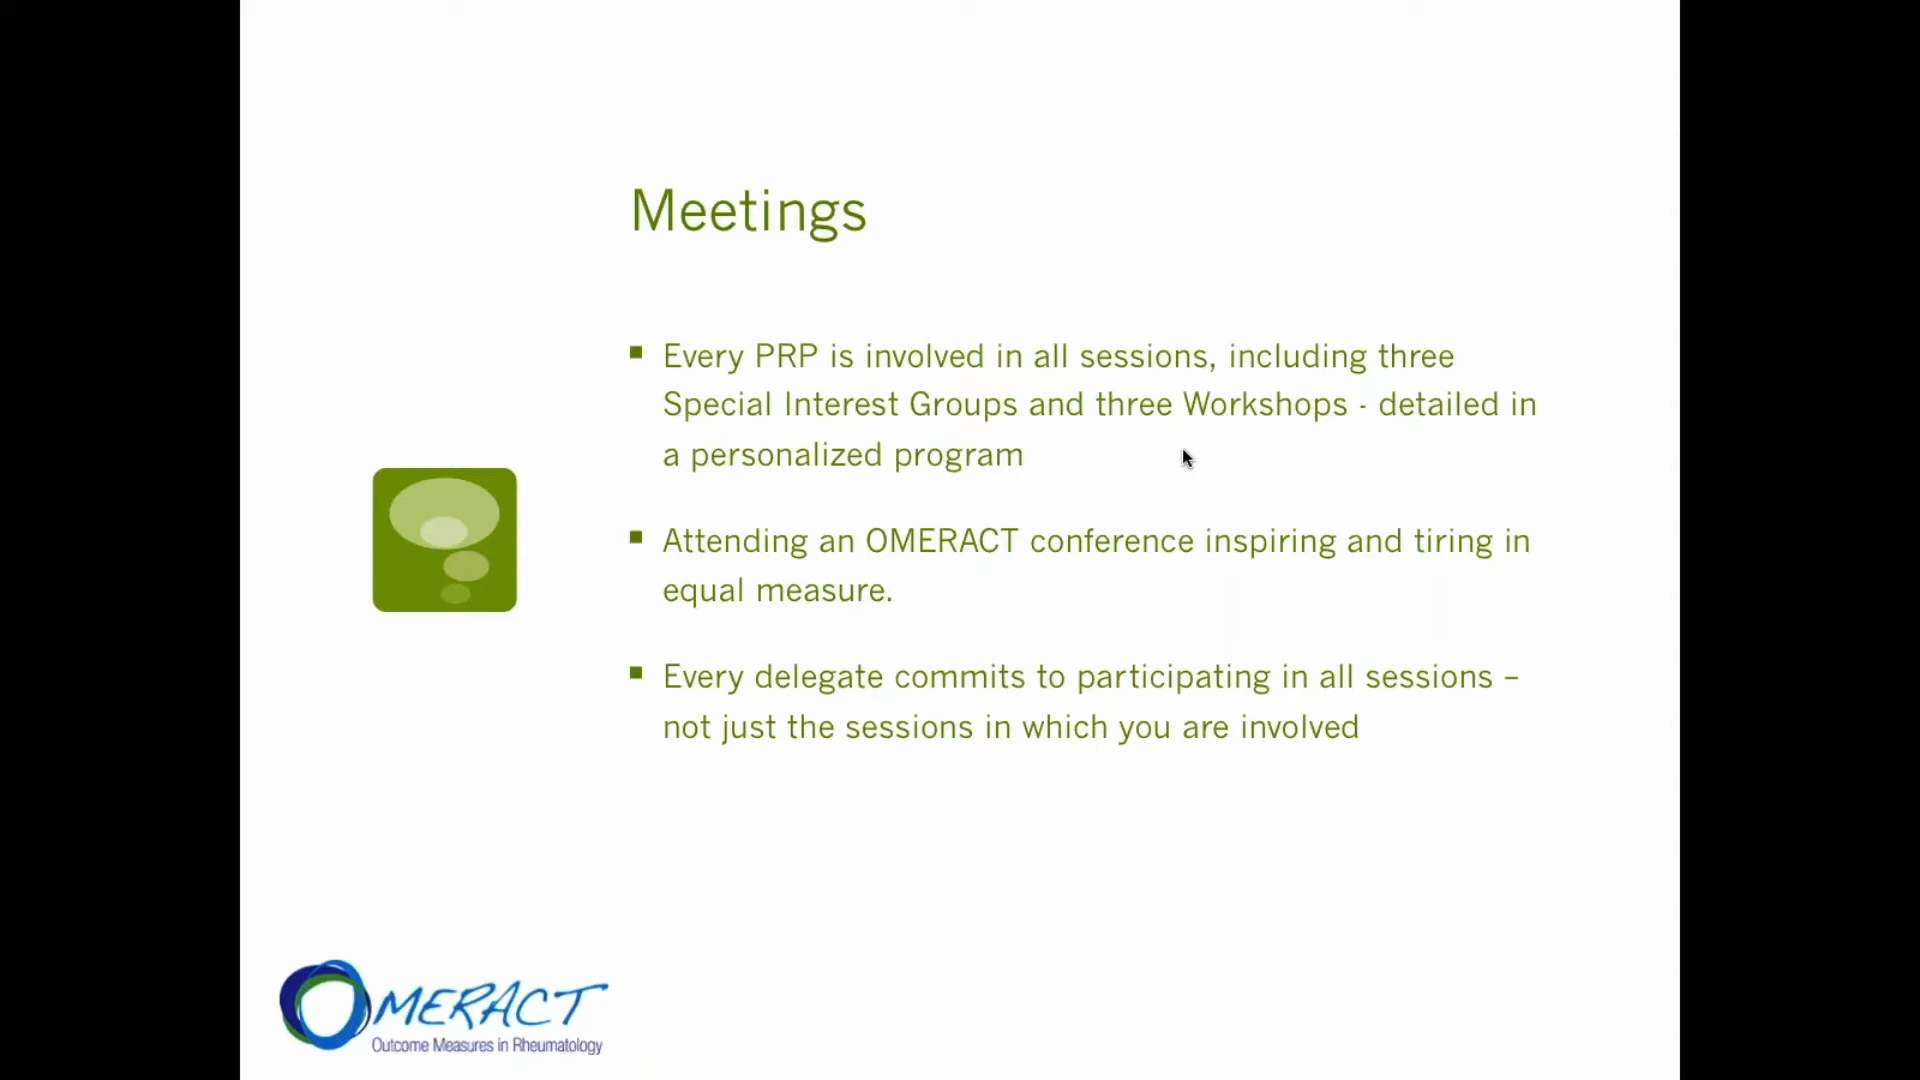 Meetings
▪ Every PRP is involved in all sessions, including three
Special Interest Groups and three Workshops - detailed in
a personalized program
▪ Attending an OMERACT conference inspiring and tiring in
equal measure.
▪ Every delegate commits to participating in all sessions –
not just the sessions in which you are involved
OMERACT
Outcome Measures in Rheumatology